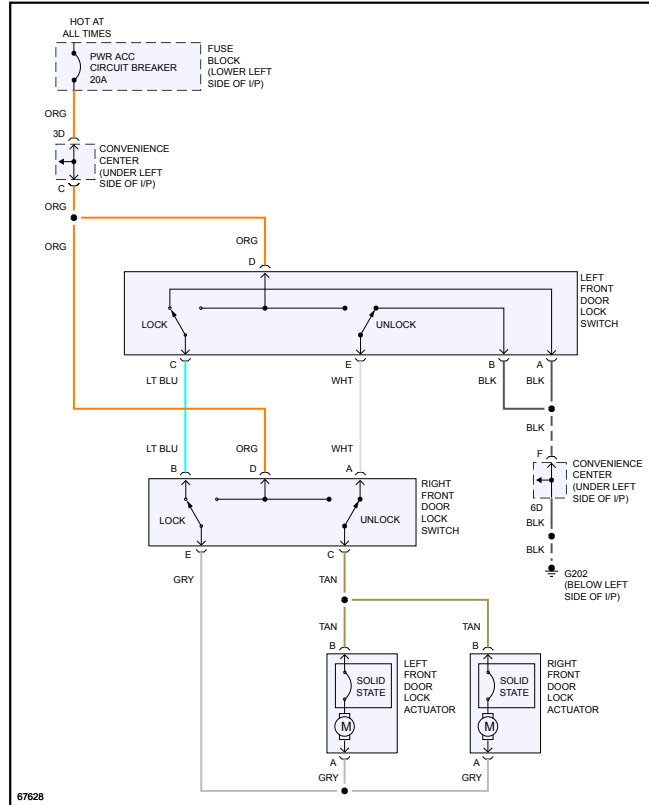 HOT AT
ALL TIMES
PWR ACC
CIRCUIT BREAKER
20A
FUSE
BLOCK
(LOWER LEFT
SIDE OF I/P)
ORG
3D
CONVENIENCE
CENTER
(UNDER LEFT
SIDE OF I/P)
C
ORG
ORG
ORG
D
LEFT
FRONT
DOOR
LOCK
SWITCH
LOCK
UNLOCK
C
E
B
A
LT BLU
WHT
BLK
BLK
BLK
LT BLU
ORG
WHT
F
B
D
A
CONVENIENCE
CENTER
(UNDER LEFT
SIDE OF I/P)
RIGHT
FRONT
DOOR
LOCK
SWITCH
LOCK
UNLOCK
6D
BLK
E
C
BLK
GRY
TAN
G202
(BELOW LEFT
SIDE OF I/P)
TAN
TAN
B
B
LEFT
FRONT
DOOR
LOCK
ACTUATOR
RIGHT
FRONT
DOOR
LOCK
ACTUATOR
SOLID
STATE
SOLID
STATE
M
M
A
A
GRY
GRY
67628